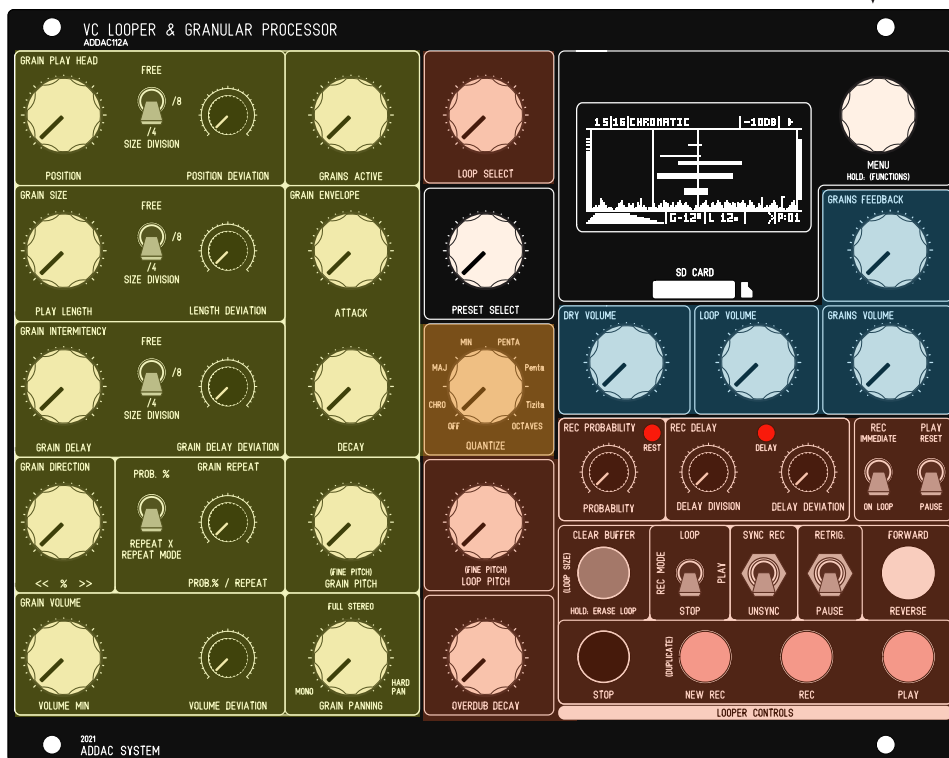 VC LOOPER & GRANULAR PROCESSOR
ADDAC112A
GRAIN PLAY HEAD
FREE
/8
/4
SIZE DIVISION
POSITION
POSITION DEVIATION
GRAINS ACTIVE
LOOP SELECT
15|16|CHROMATIC |-10DB|
G-12 |L 12 P:01
SD CARD
MENU
HOLD: (FUNCTIONS)
GRAIN SIZE
FREE
/8
/4
SIZE DIVISION
PLAY LENGTH
LENGTH DEVIATION
GRAIN ENVELOPE
ATTACK
PRESET SELECT
GRAINS FEEDBACK
GRAIN INTERMITENCY
FREE
/8
/4
SIZE DIVISION
GRAIN DELAY
GRAIN DELAY DEVIATION
DECAY
MIN
PENTA
MAJ
Penta
CHRO
Tizita
OFF
OCTAVES
QUANTIZE
DRY VOLUME
LOOP VOLUME
GRAINS VOLUME
REC PROBABILITY
REST
PROBABILITY
REC DELAY
DELAY
DELAY DIVISION
DELAY DEVIATION
REC
IMMEDIATE
ON LOOP
PLAY
RESET
PAUSE
GRAIN DIRECTION
<< % >>
PROB. %
GRAIN REPEAT
REPEAT X
REPEAT MODE
PROB.% / REPEAT
(FINE PITCH)
GRAIN PITCH
(FINE PITCH)
LOOP PITCH
CLEAR BUFFER
(LOOP SIZE)
HOLD: ERASE LOOP
LOOP
REC MODE
PLAY
STOP
SYNC REC
UNSYNC
RETRIG.
PAUSE
FORWARD
REVERSE
GRAIN VOLUME
VOLUME MIN
VOLUME DEVIATION
FULL STEREO
MONO
HARD
PAN
GRAIN PANNING
OVERDUB DECAY
STOP
(DUPLICATE)
NEW REC
REC
PLAY
LOOPER CONTROLS
2021
ADDAC SYSTEM